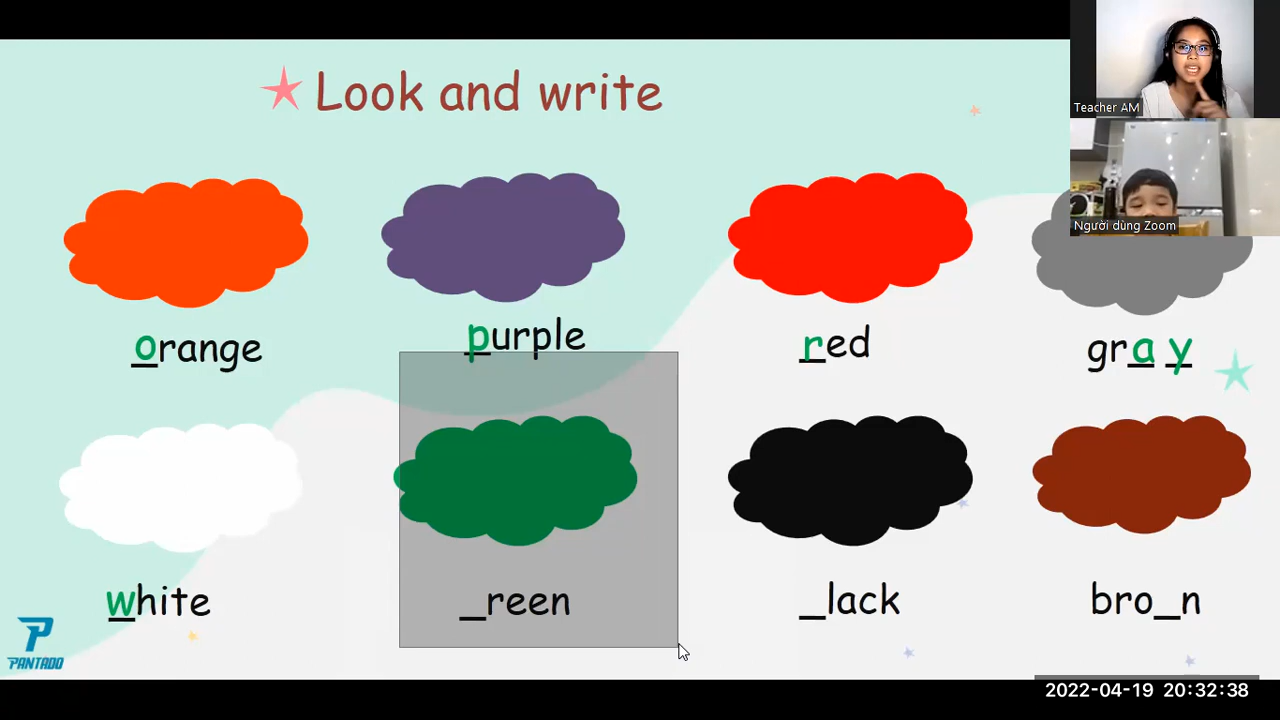 Look and write
Teacher AM
Người dùng Zoom
orange
purple
red
gray
white
_reen
_lack
bro_n
PANTADO
2022-04-19 20:32:38